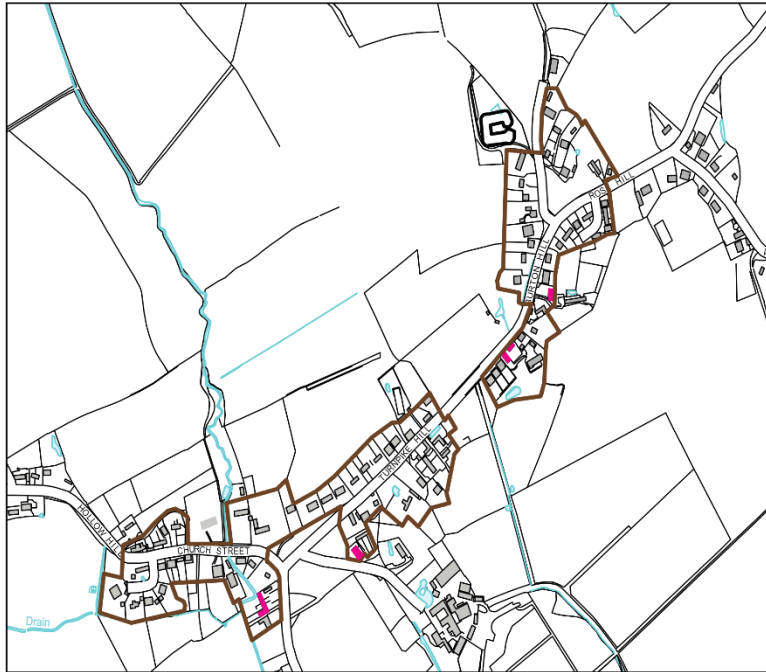 ROSE HILL
BURTON HILL
TURNPIKE HILL
HOLLOW HILL
CHURCH STREET
Drain